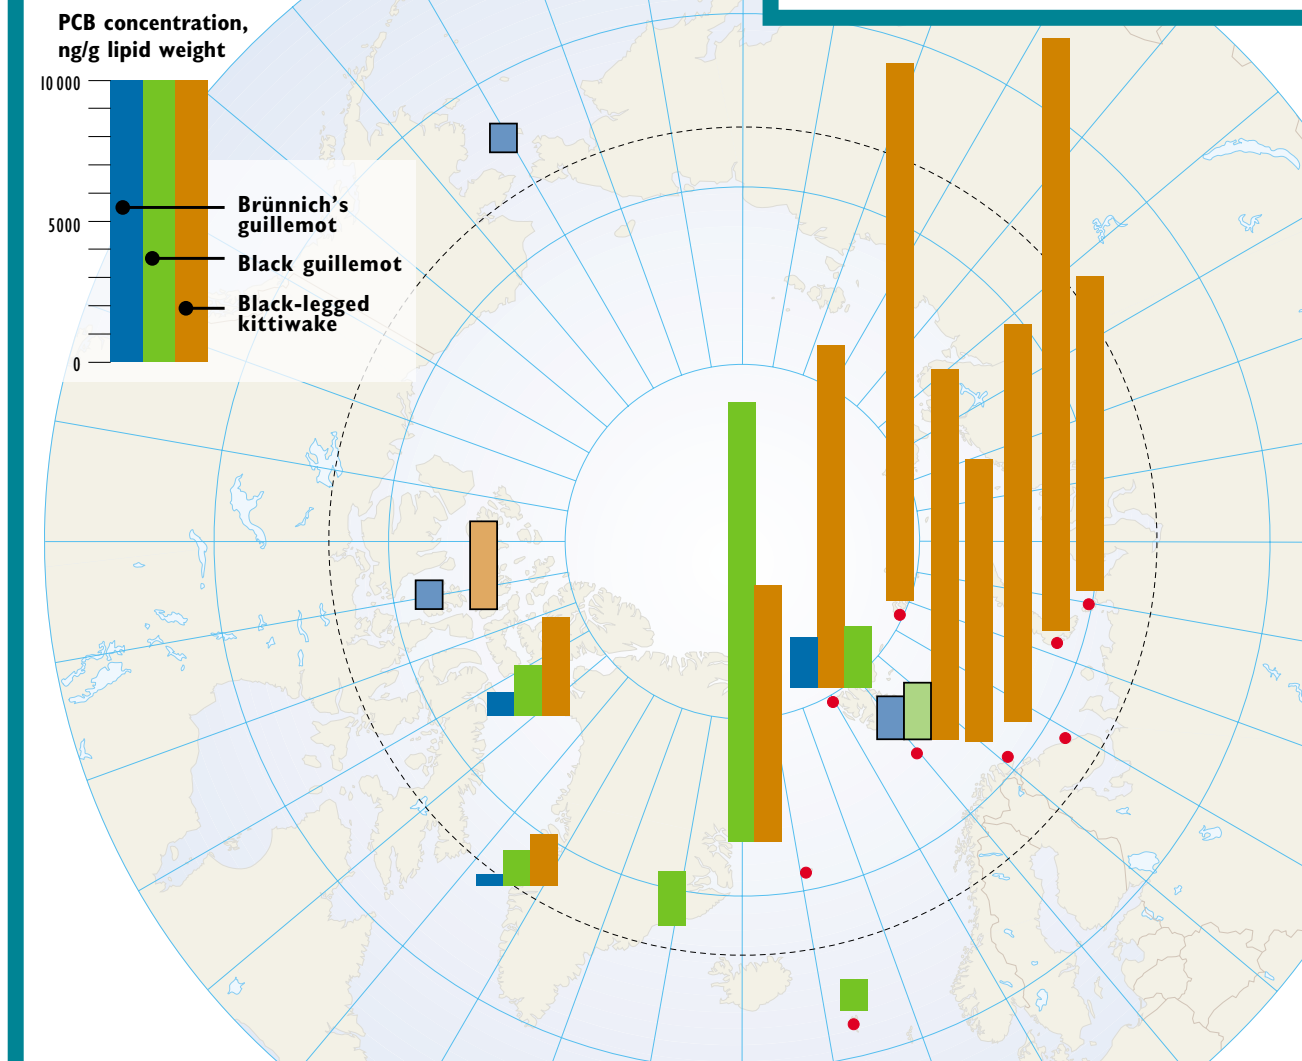 PCB concentration,
ng/g lipid weight
10 000
5000
0
Brünnich's
guillemot
Black guillemot
Black-legged
kittiwake